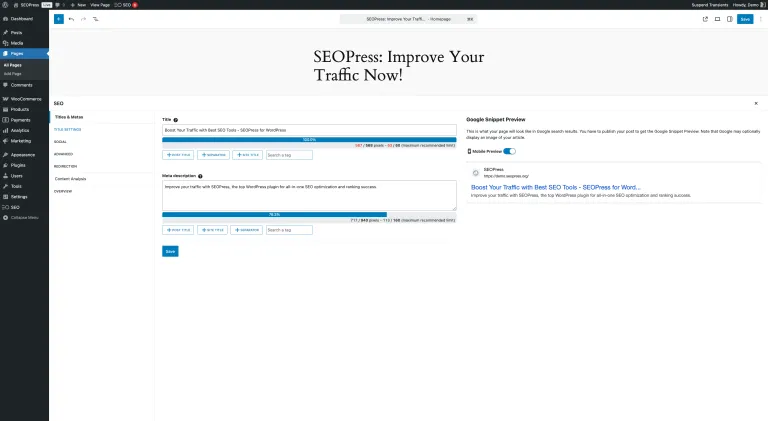 SEOPress
Live
New
View Page
SEO
Suspend Translants
Howdy, Demo
Dashboard
Posts
Media
Pages
All Pages
Add Page
Comments
WooCommerce
Products
Payments
Analytics
Marketing
Appearance
Plugins
Users
Tools
Settings
SEO
Collapse Menu
SEOPress: Improve Your Traffic... · Homepage
⌘K
Save
SEOPress: Improve Your
Traffic Now!
SEO
Titles & Metas
TITLE SETTINGS
SOCIAL
ADVANCED
REDIRECTION
Content Analysis
OVERVIEW
Title
Boost Your Traffic with Best SEO Tools - SEOPress for WordPress
100.0%
/ 568 pixels - / 60 (maximum recommended limit)
POST TITLE
SEPARATOR
SITE TITLE
Search a tag
Meta description
Improve your traffic with SEOPress, the top WordPress plugin for all-in-one SEO optimization and ranking success.
/ 940 pixels - / 160 (maximum recommended limit)
POST TITLE
SITE TITLE
SEPARATOR
Search a tag
Save
Google Snippet Preview
This is what your page will look like in Google search results. You have to publish your post to get the Google Snippet Preview. Note that Google may optionally
display an image of your article.
Mobile Preview
SEOPress
https://demo.seopress.org/
Boost Your Traffic with Best SEO Tools - SEOPress for Word...
Improve your traffic with SEOPress, the top WordPress plugin for all-in-one SEO optimization and ranking success.